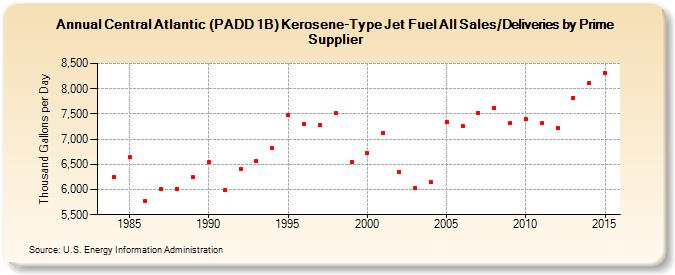 Annual Central Atlantic (PADD 1B) Kerosene-Type Jet Fuel All Sales/Deliveries by Prime
Supplier
Thousand Gallons per Day
8,500
8,000
7,500
7,000
6,500
6,000
5,500
1985 1990 1995 2000 2005 2010 2015
Source: U.S. Energy Information Administration